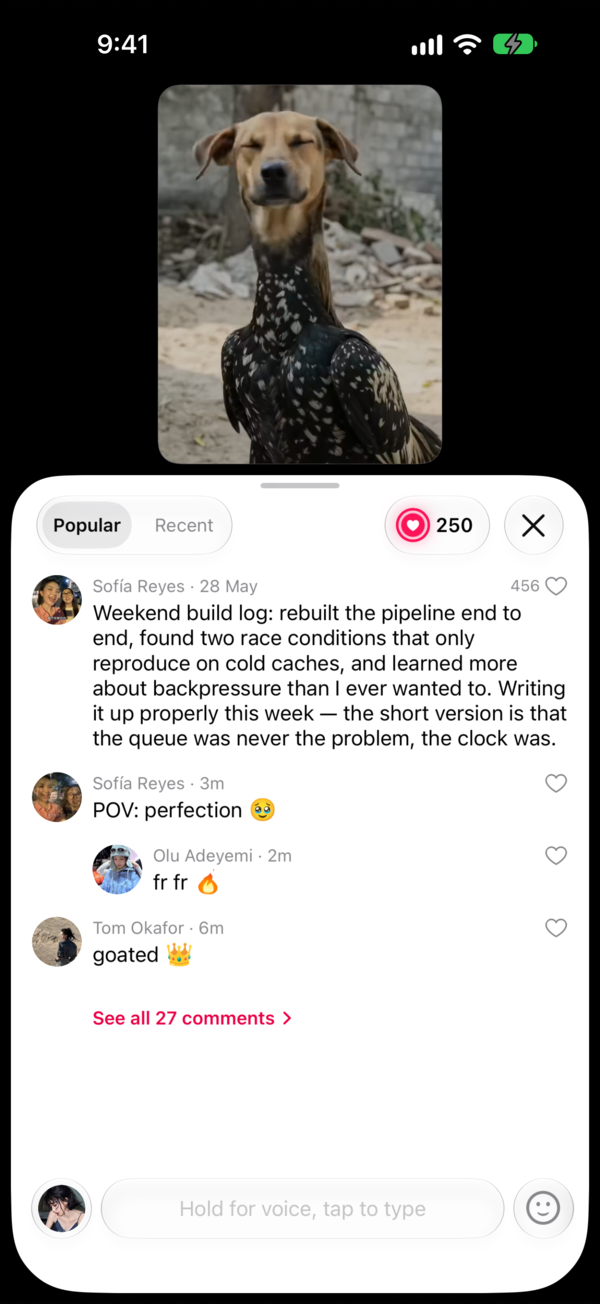 9:41
Popular
Recent
250
Sofía Reyes · 28 May
456
Weekend build log: rebuilt the pipeline end to
end, found two race conditions that only
reproduce on cold caches, and learned more
about backpressure than I ever wanted to. Writing
it up properly this week — the short version is that
the queue was never the problem, the clock was.
Sofía Reyes · 3m
POV: perfection 🥹
Olu Adeyemi · 2m
fr fr 🔥
Tom Okafor · 6m
goated 👑
See all 27 comments
Hold for voice, tap to type